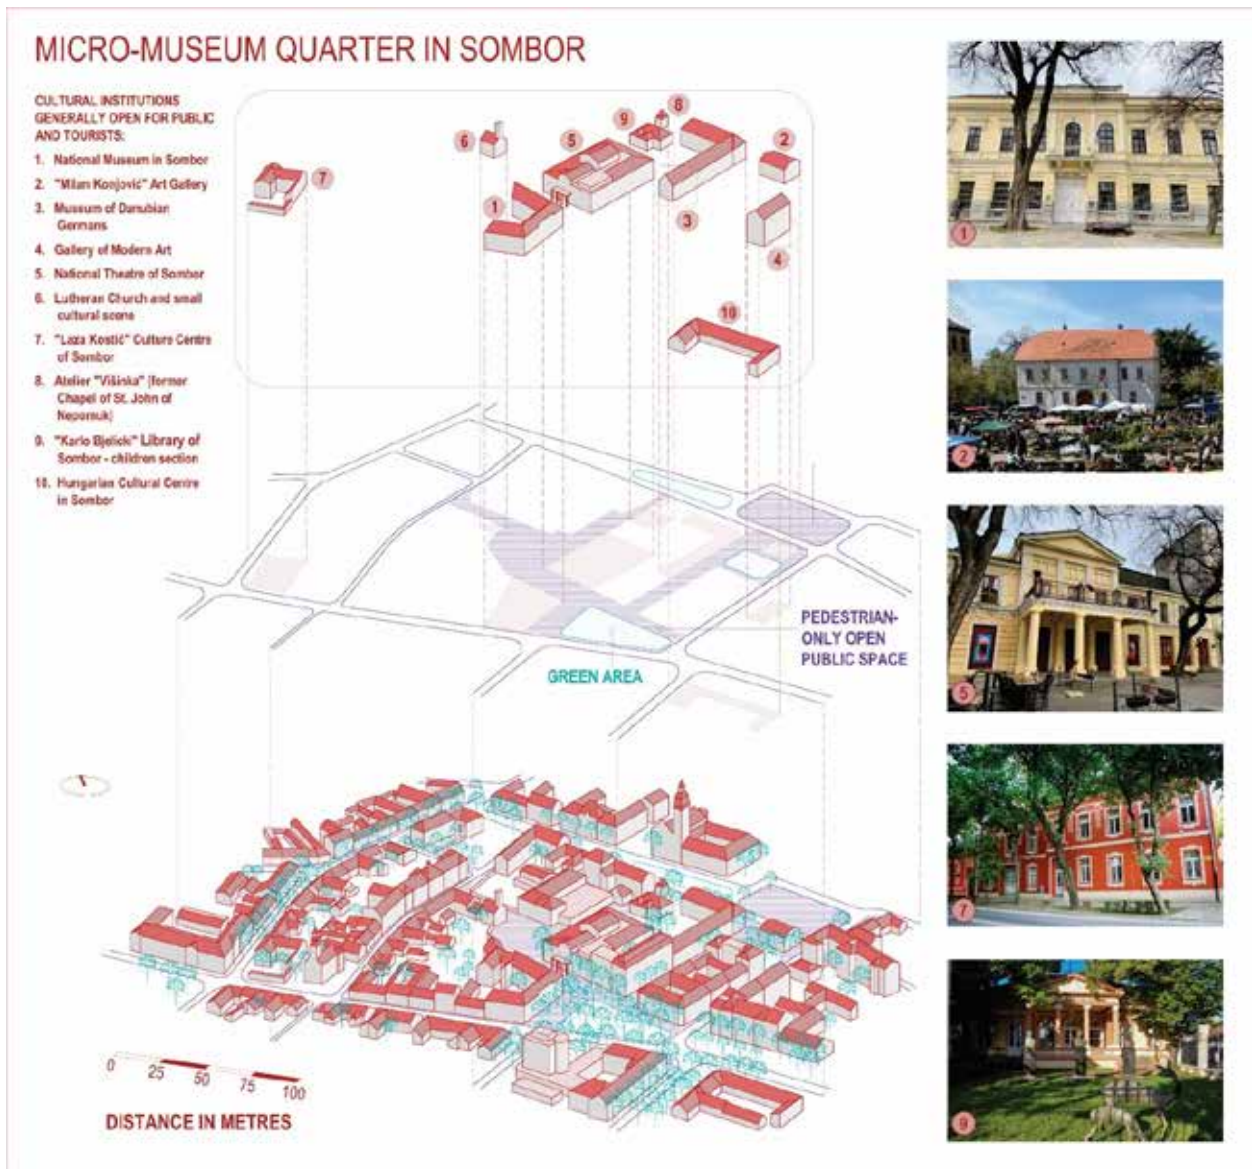 MICRO-MUSEUM QUARTER IN SOMBOR
CULTURAL INSTITUTIONS
GENERALLY OPEN FOR PUBLIC
AND TOURISTS:
1. National Museum in Sombor
2. "Milan Konjović" Art Gallery
3. Museum of Danubian
Germans
4. Gallery of Modern Art
5. National Theatre of Sombor
6. Lutheran Church and small
cultural scene
7. "Laza Kostić" Culture Centre
of Sombor
8. Atelier "Višinka" (former
Chapel of St. John of
Nepomuk)
9. "Karlo Bjelicki" Library of
Sombor - children section
10. Hungarian Cultural Centre
in Sombor
7
6
1
5
9
8
3
2
4
10
PEDESTRIAN-
ONLY OPEN
PUBLIC SPACE
GREEN AREA
0 25 50 75 100
DISTANCE IN METRES
1
2
5
7
9